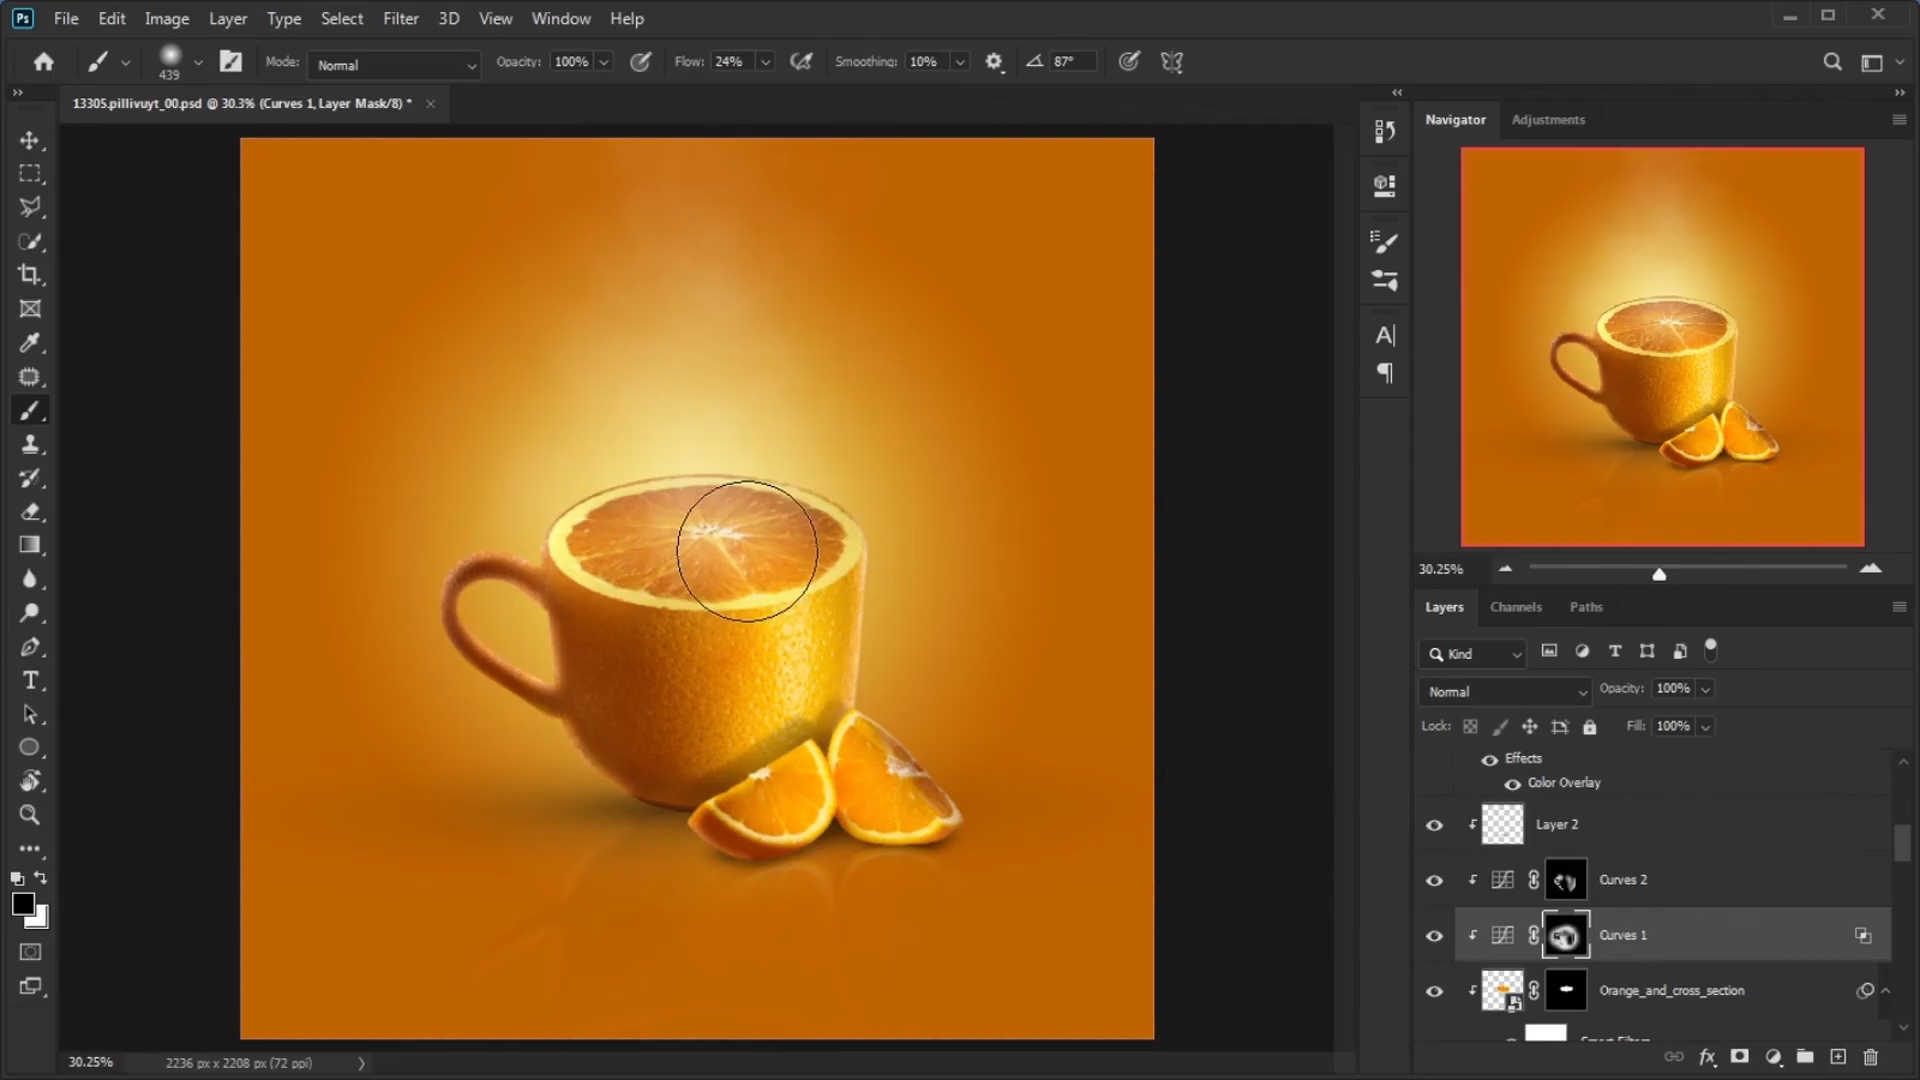 Ps File Edit Image Layer Type Select Filter 3D View Window Help
439 Mode: Normal Opacity: 100% Flow: 24% Smoothing: 10% 87°
13305.pillivuyt_00.psd @ 30.3% (Curves 1, Layer Mask/8) *
Navigator Adjustments
30.25%
Layers Channels Paths
Kind
Normal Opacity: 100%
Lock: Fill: 100%
Effects
Color Overlay
Layer 2
Curves 2
Curves 1
Orange_and_cross_section
30.25% 2236 px x 2208 px (72 ppi)